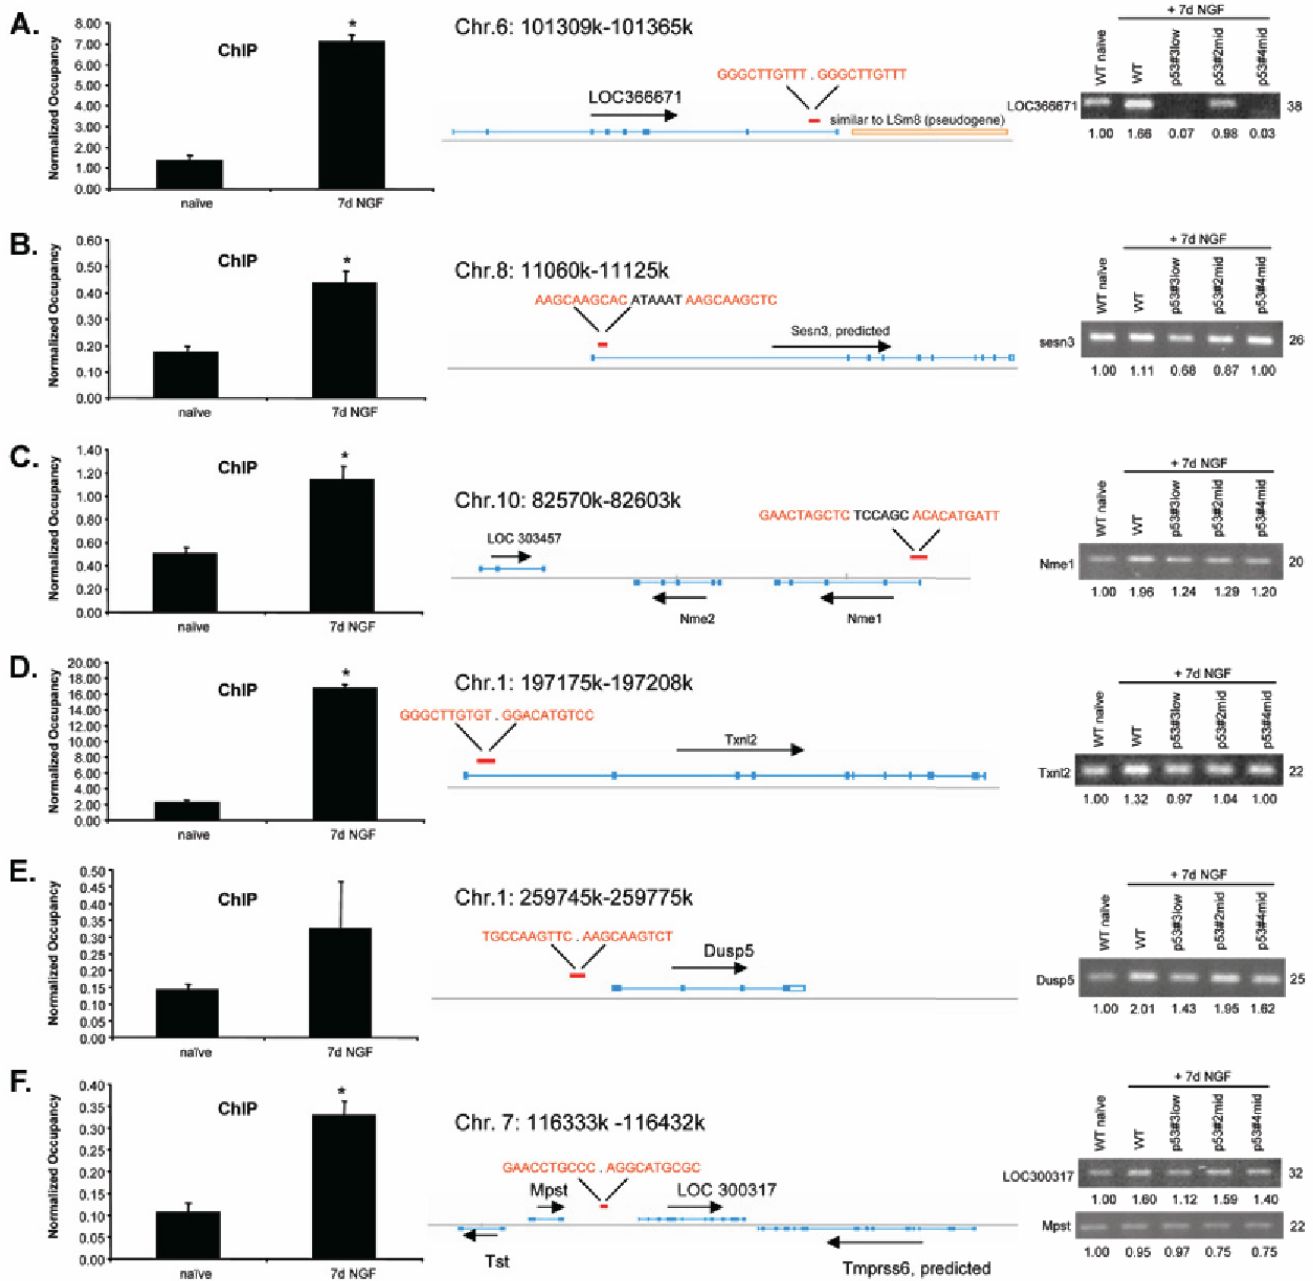 A.
Normalized Occupancy
8.00
7.00
6.00
5.00
4.00
3.00
2.00
1.00
0.00
ChIP
*
naïve
7d NGF
Chr.6: 101309k-101365k
GGGCTTGTTT . GGGCTTGTTT
LOC366671
similar to LSm8 (pseudogene)
+ 7d NGF
WT naïve
WT
p53#3low
p53#2mid
p53#4mid
LOC366671
38
1.00 1.66 0.07 0.98 0.03
B.
Normalized Occupancy
0.60
0.50
0.40
0.30
0.20
0.10
0.00
ChIP
*
naïve
7d NGF
Chr.8: 11060k-11125k
AAGCAAGCAC ATAAAT AAGCAAGCTC
Sesn3, predicted
+ 7d NGF
WT naïve
WT
p53#3low
p53#2mid
p53#4mid
sesn3
26
1.00 1.11 0.68 0.87 1.00
C.
Normalized Occupancy
1.40
1.20
1.00
0.80
0.60
0.40
0.20
0.00
ChIP
*
naïve
7d NGF
Chr.10: 82570k-82603k
GAACTAGCTC TCCAGC ACACATGATT
LOC 303457
Nme2
Nme1
+ 7d NGF
WT naïve
WT
p53#3low
p53#2mid
p53#4mid
Nme1
20
1.00 1.96 1.24 1.29 1.20
D.
Normalized Occupancy
20.00
18.00
16.00
14.00
12.00
10.00
8.00
6.00
4.00
2.00
0.00
ChIP
*
naïve
7d NGF
Chr.1: 197175k-197208k
GGGCTTGTGT . GGACATGTCC
Txnl2
+ 7d NGF
WT naïve
WT
p53#3low
p53#2mid
p53#4mid
Txnl2
22
1.00 1.32 0.97 1.04 1.00
E.
Normalized Occupancy
0.50
0.45
0.40
0.35
0.30
0.25
0.20
0.15
0.10
0.05
0.00
ChIP
naïve
7d NGF
Chr.1: 259745k-259775k
TGCCAAGTTC . AAGCAAGTCT
Dusp5
+ 7d NGF
WT naïve
WT
p53#3low
p53#2mid
p53#4mid
Dusp5
25
1.00 2.01 1.43 1.95 1.62
F.
Normalized Occupancy
0.40
0.35
0.30
0.25
0.20
0.15
0.10
0.05
0.00
ChIP
*
naïve
7d NGF
Chr. 7: 116333k -116432k
GAACCTGCCC . AGGCATGCGC
Mpst
LOC 300317
Tst
Tmprss6, predicted
+ 7d NGF
WT naïve
WT
p53#3low
p53#2mid
p53#4mid
LOC300317
32
1.00 1.60 1.12 1.59 1.40
Mpst
22
1.00 0.95 0.97 0.75 0.75